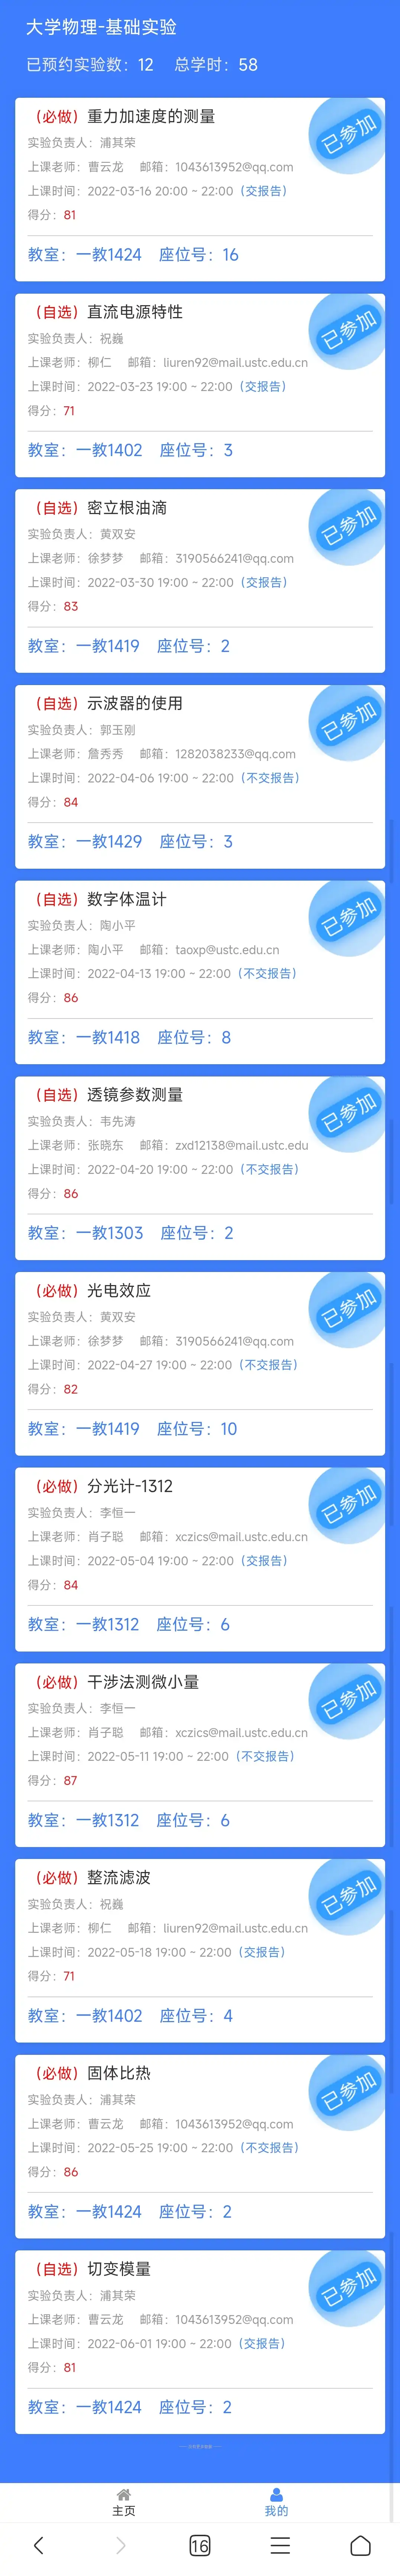 大学物理-基础实验
已预约实验数：12 总学时：58
（必做）重力加速度的测量
已参加
实验负责人：浦其荣
上课老师：曹云龙 邮箱：1043613952@qq.com
上课时间：2022-03-16 20:00 ~ 22:00（交报告）
得分：81
教室：一教1424 座位号：16
（自选）直流电源特性
已参加
实验负责人：祝巍
上课老师：柳仁 邮箱：liuren92@mail.ustc.edu.cn
上课时间：2022-03-23 19:00 ~ 22:00（交报告）
得分：71
教室：一教1402 座位号：3
（自选）密立根油滴
已参加
实验负责人：黄双安
上课老师：徐梦梦 邮箱：3190566241@qq.com
上课时间：2022-03-30 19:00 ~ 22:00（交报告）
得分：83
教室：一教1419 座位号：2
（自选）示波器的使用
已参加
实验负责人：郭玉刚
上课老师：詹秀秀 邮箱：1282038233@qq.com
上课时间：2022-04-06 19:00 ~ 22:00（不交报告）
得分：84
教室：一教1429 座位号：3
（自选）数字体温计
已参加
实验负责人：陶小平
上课老师：陶小平 邮箱：taoxp@ustc.edu.cn
上课时间：2022-04-13 19:00 ~ 22:00（不交报告）
得分：86
教室：一教1418 座位号：8
（自选）透镜参数测量
已参加
实验负责人：韦先涛
上课老师：张晓东 邮箱：zxd12138@mail.ustc.edu
上课时间：2022-04-20 19:00 ~ 22:00（不交报告）
得分：86
教室：一教1303 座位号：2
（必做）光电效应
已参加
实验负责人：黄双安
上课老师：徐梦梦 邮箱：3190566241@qq.com
上课时间：2022-04-27 19:00 ~ 22:00（不交报告）
得分：82
教室：一教1419 座位号：10
（必做）分光计-1312
已参加
实验负责人：李恒一
上课老师：肖子聪 邮箱：xczics@mail.ustc.edu.cn
上课时间：2022-05-04 19:00 ~ 22:00（交报告）
得分：84
教室：一教1312 座位号：6
（必做）干涉法测微小量
已参加
实验负责人：李恒一
上课老师：肖子聪 邮箱：xczics@mail.ustc.edu.cn
上课时间：2022-05-11 19:00 ~ 22:00（不交报告）
得分：87
教室：一教1312 座位号：6
（必做）整流滤波
已参加
实验负责人：祝巍
上课老师：柳仁 邮箱：liuren92@mail.ustc.edu.cn
上课时间：2022-05-18 19:00 ~ 22:00（交报告）
得分：71
教室：一教1402 座位号：4
（必做）固体比热
已参加
实验负责人：浦其荣
上课老师：曹云龙 邮箱：1043613952@qq.com
上课时间：2022-05-25 19:00 ~ 22:00（不交报告）
得分：86
教室：一教1424 座位号：2
（自选）切变模量
已参加
实验负责人：浦其荣
上课老师：曹云龙 邮箱：1043613952@qq.com
上课时间：2022-06-01 19:00 ~ 22:00（交报告）
得分：81
教室：一教1424 座位号：2
主页 我的
16